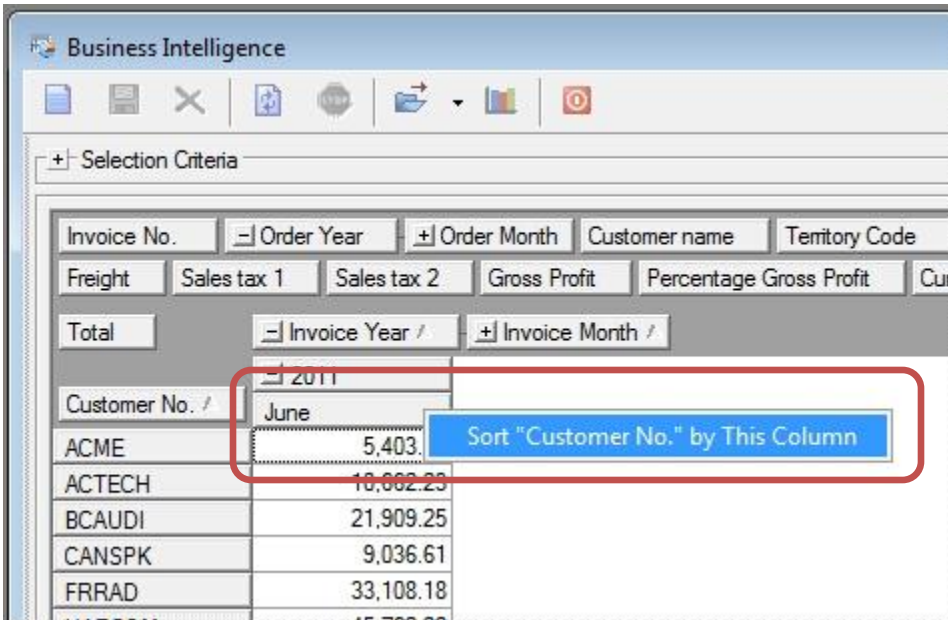 Business Intelligence
Selection Criteria
Invoice No. Order Year Order Month Customer name Territory Code
Freight Sales tax 1 Sales tax 2 Gross Profit Percentage Gross Profit
Total Invoice Year Invoice Month
2011
Customer No. June
Sort "Customer No." by This Column
ACME 5,403.
ACTECH
BCAUDI 21,909.25
CANSPK 9,036.61
FRRAD 33,108.18